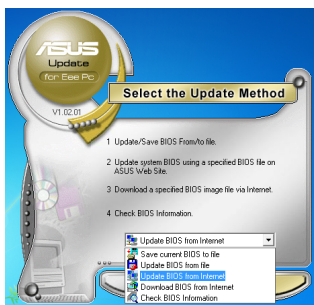 ASUS
Update
for Eee Pc
V1.02.01
Select the Update Method
1 Update/Save BIOS From/to file.
2 Update system BIOS using a specified BIOS file on
ASUS Web Site.
3 Download a specified BIOS image file via Internet.
4 Check BIOS Information.
Update BIOS from Internet
Save current BIOS to file
Update BIOS from file
Update BIOS from Internet
Download BIOS from Internet
Check BIOS Information